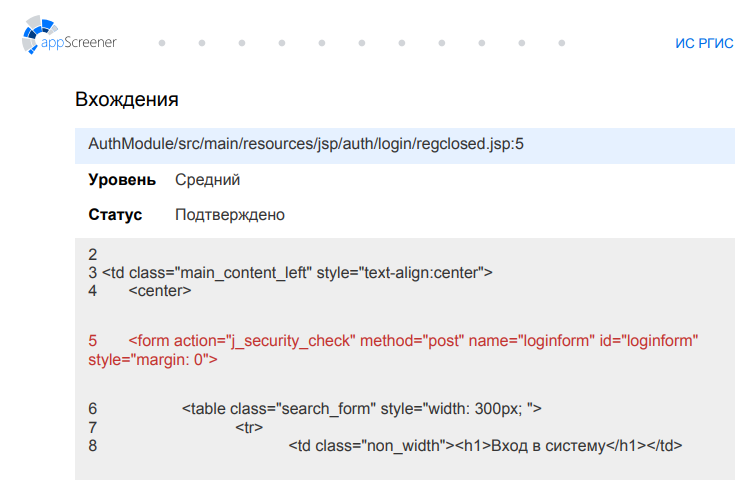 appScreener
ИС РГИС
Вхождения
AuthModule/src/main/resources/jsp/auth/login/regclosed.jsp:5
Уровень Средний
Статус Подтверждено
2
3 <td class="main_content_left" style="text-align:center">
4 <center>
5 <form action="j_security_check" method="post" name="loginform" id="loginform"
style="margin: 0">
6 <table class="search_form" style="width: 300px; ">
7 <tr>
8 <td class="non_width"><h1>Вход в систему</h1></td>